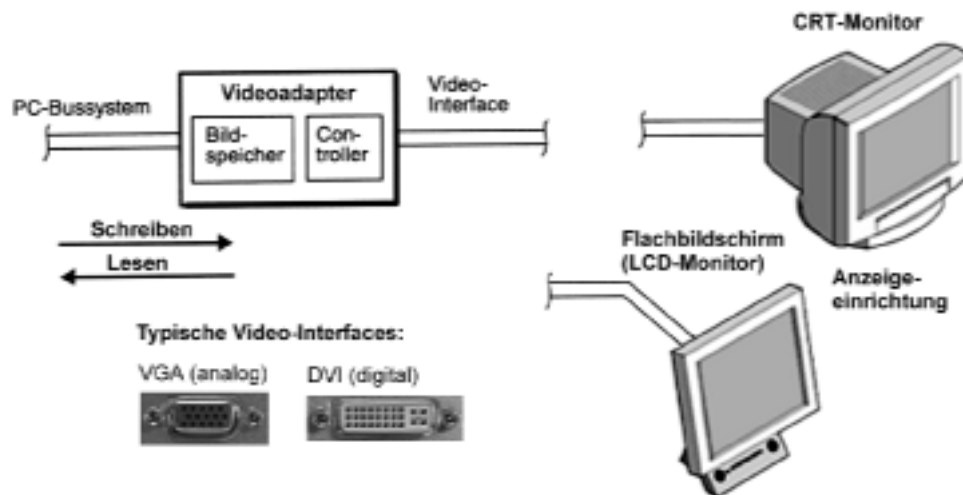 CRT-Monitor
PC-Bussystem
Videoadapter
Bild-
speicher
Con-
troller
Video-
Interface
Schreiben
Lesen
Flachbildschirm
(LCD-Monitor)
Anzeige-
einrichtung
Typische Video-Interfaces:
VGA (analog)
DVI (digital)